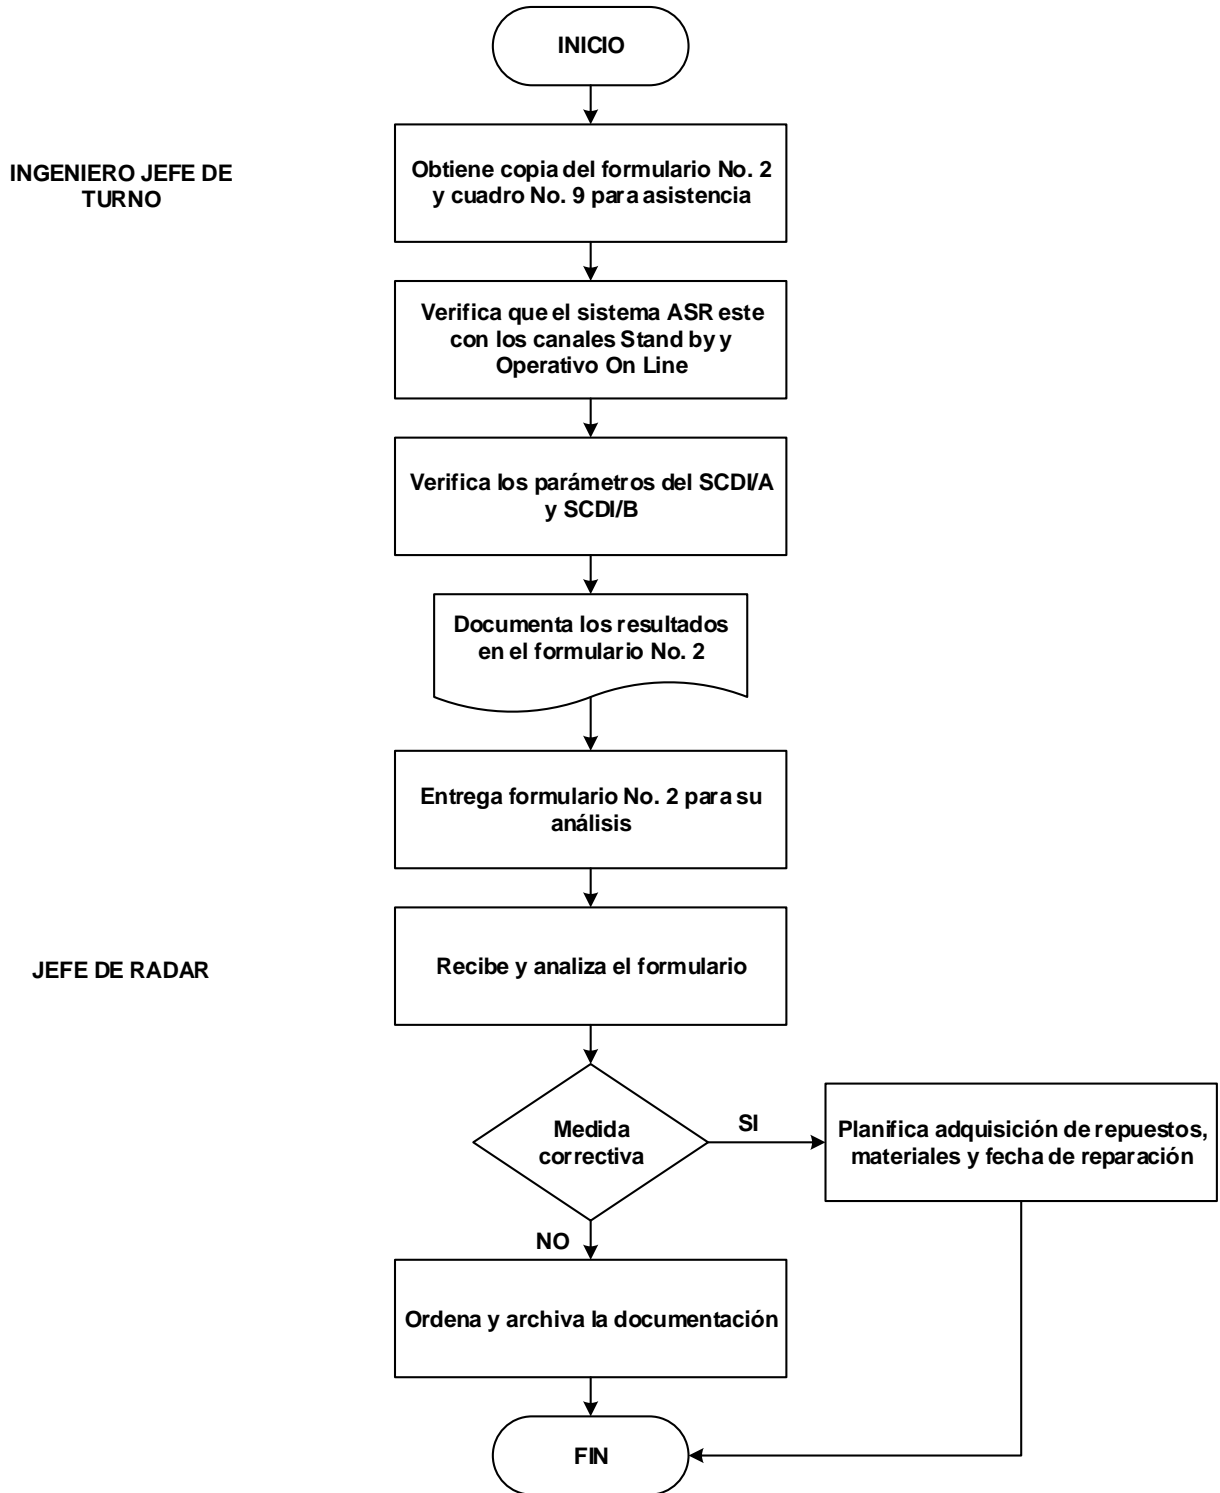 INICIO
INGENIERO JEFE DE
TURNO
Obtiene copia del formulario No. 2
y cuadro No. 9 para asistencia
Verifica que el sistema ASR este
con los canales Stand by y
Operativo On Line
Verifica los parámetros del SCDI/A
y SCDI/B
Documenta los resultados
en el formulario No. 2
Entrega formulario No. 2 para su
análisis
JEFE DE RADAR
Recibe y analiza el formulario
Medida
correctiva
SI
Planifica adquisición de repuestos,
materiales y fecha de reparación
NO
Ordena y archiva la documentación
FIN